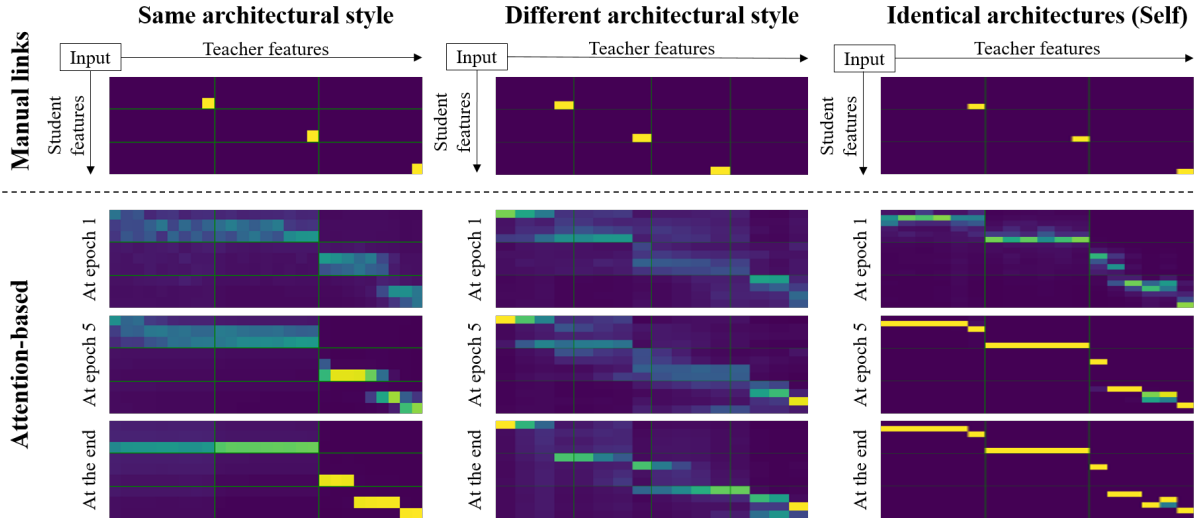 Same architectural style
Different architectural style
Identical architectures (Self)
Manual links
Input
Teacher features
Student
features
Input
Teacher features
Student
features
Input
Teacher features
Student
features
Attention-based
At epoch 1
At epoch 1
At epoch 1
At epoch 5
At epoch 5
At epoch 5
At the end
At the end
At the end